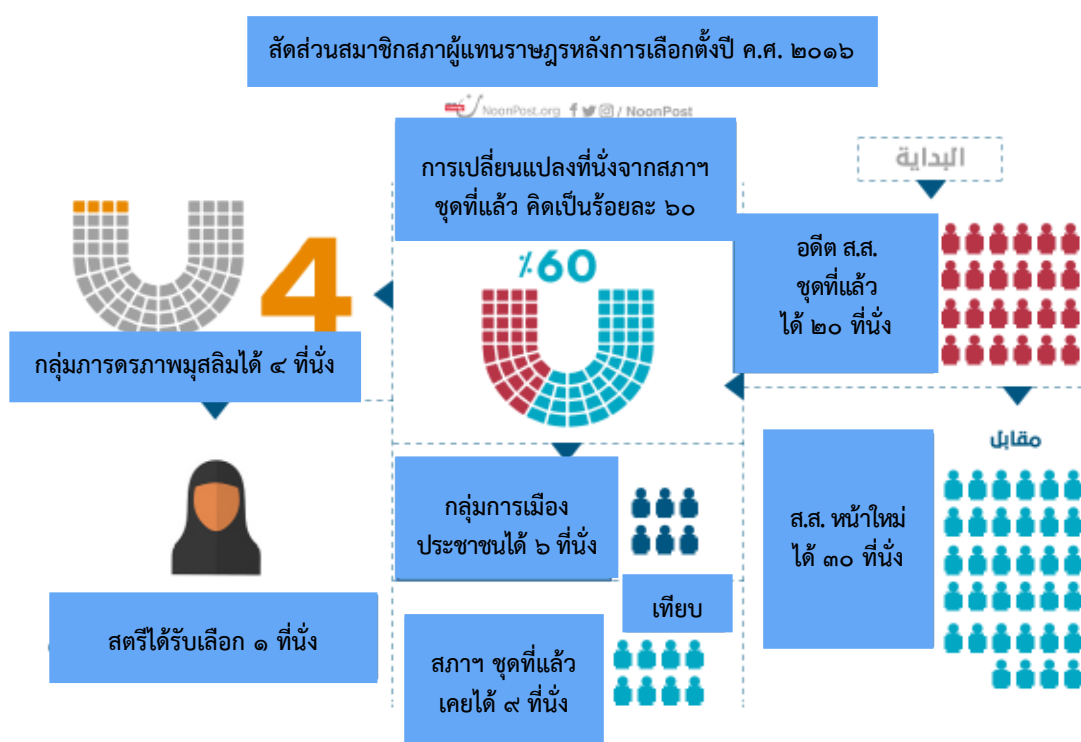 สัดส่วนสมาชิกสภาผู้แทนราษฎรหลังการเลือกตั้งปี ค.ศ. ๒๐๑๖
NoonPost.org / NoonPost
البداية
การเปลี่ยนแปลงที่นั่งจากสภาฯ
ชุดที่แล้ว คิดเป็นร้อยละ ๖๐
%60
อดีต ส.ส.
ชุดที่แล้ว
ได้ ๒๐ ที่นั่ง
4
กลุ่มภารดรภาพมุสลิมได้ ๔ ที่นั่ง
مقابل
ส.ส. หน้าใหม่
ได้ ๓๐ ที่นั่ง
กลุ่มการเมือง
ประชาชนได้ ๖ ที่นั่ง
เทียบ
สภาฯ ชุดที่แล้ว
เคยได้ ๙ ที่นั่ง
สตรีได้รับเลือก ๑ ที่นั่ง